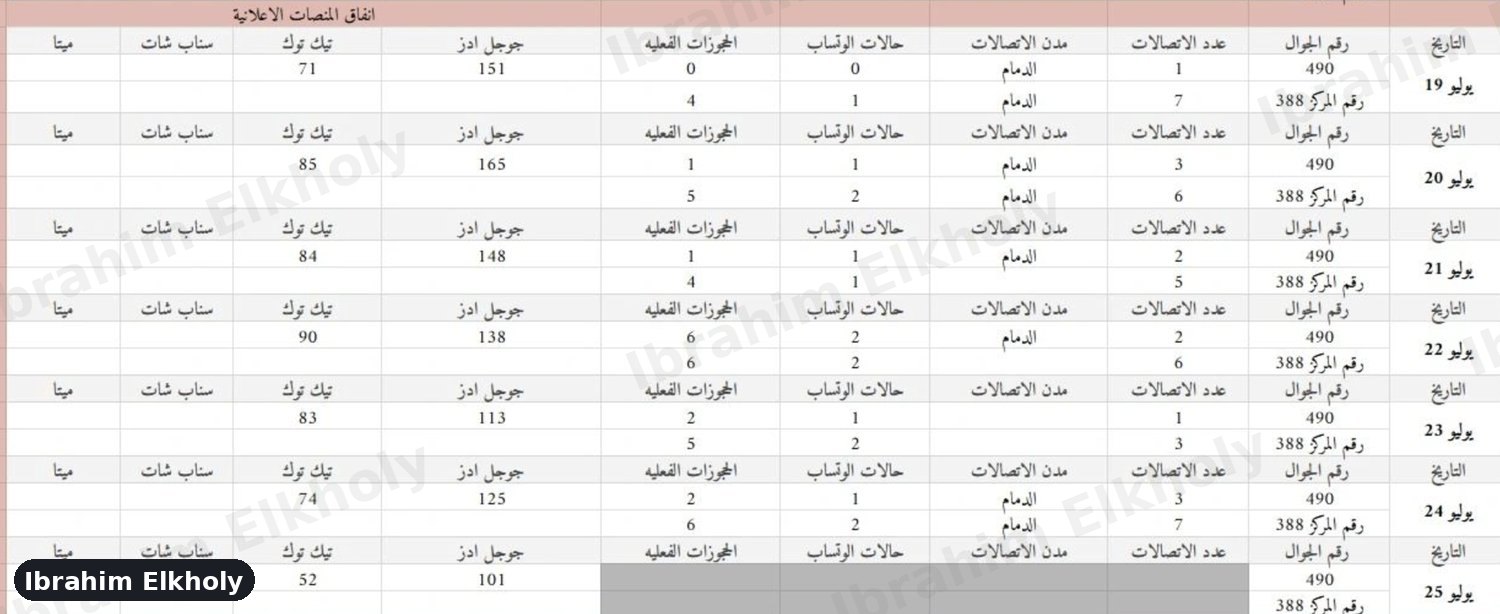 انفاق المنصات الاعلانية
التاريخ رقم الجوال عدد الاتصالات مدن الاتصالات حالات الوتساب الحجوزات الفعليه جوجل ادز تيك توك سناب شات ميتا
يوليو 19 490 1 الدمام 0 0 151 71
رقم المركز 388 7 الدمام 1 4
التاريخ رقم الجوال عدد الاتصالات مدن الاتصالات حالات الوتساب الحجوزات الفعليه جوجل ادز تيك توك سناب شات ميتا
يوليو 20 490 3 الدمام 1 1 165 85
رقم المركز 388 6 الدمام 2 5
التاريخ رقم الجوال عدد الاتصالات مدن الاتصالات حالات الوتساب الحجوزات الفعليه جوجل ادز تيك توك سناب شات ميتا
يوليو 21 490 2 الدمام 1 1 148 84
رقم المركز 388 5 1 4
التاريخ رقم الجوال عدد الاتصالات مدن الاتصالات حالات الوتساب الحجوزات الفعليه جوجل ادز تيك توك سناب شات ميتا
يوليو 22 490 2 الدمام 2 6 138 90
رقم المركز 388 6 2 6
التاريخ رقم الجوال عدد الاتصالات مدن الاتصالات حالات الوتساب الحجوزات الفعليه جوجل ادز تيك توك سناب شات ميتا
يوليو 23 490 1 1 2 113 83
رقم المركز 388 3 2 5
التاريخ رقم الجوال عدد الاتصالات مدن الاتصالات حالات الوتساب الحجوزات الفعليه جوجل ادز تيك توك سناب شات ميتا
يوليو 24 490 3 الدمام 1 2 125 74
رقم المركز 388 7 الدمام 2 6
التاريخ رقم الجوال عدد الاتصالات مدن الاتصالات حالات الوتساب الحجوزات الفعليه جوجل ادز تيك توك سناب شات ميتا
يوليو 25 490 101 52
رقم المركز 388
Ibrahim Elkholy